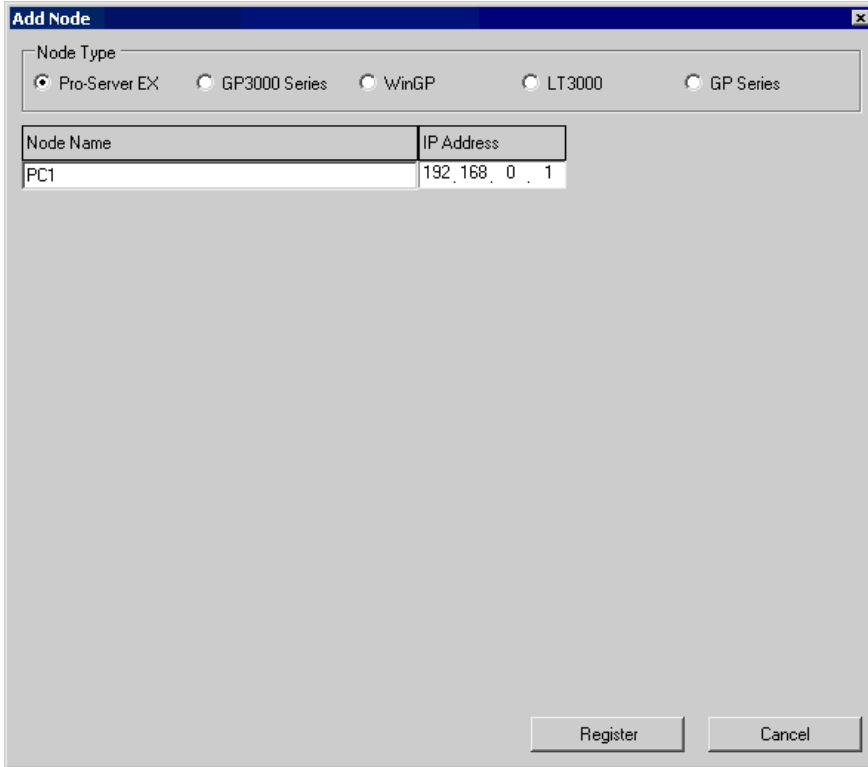 Add Node
Node Type
Pro-Server EX GP3000 Series WinGP LT3000 GP Series
Node Name IP Address
PC1 192.168.0.1
Register Cancel